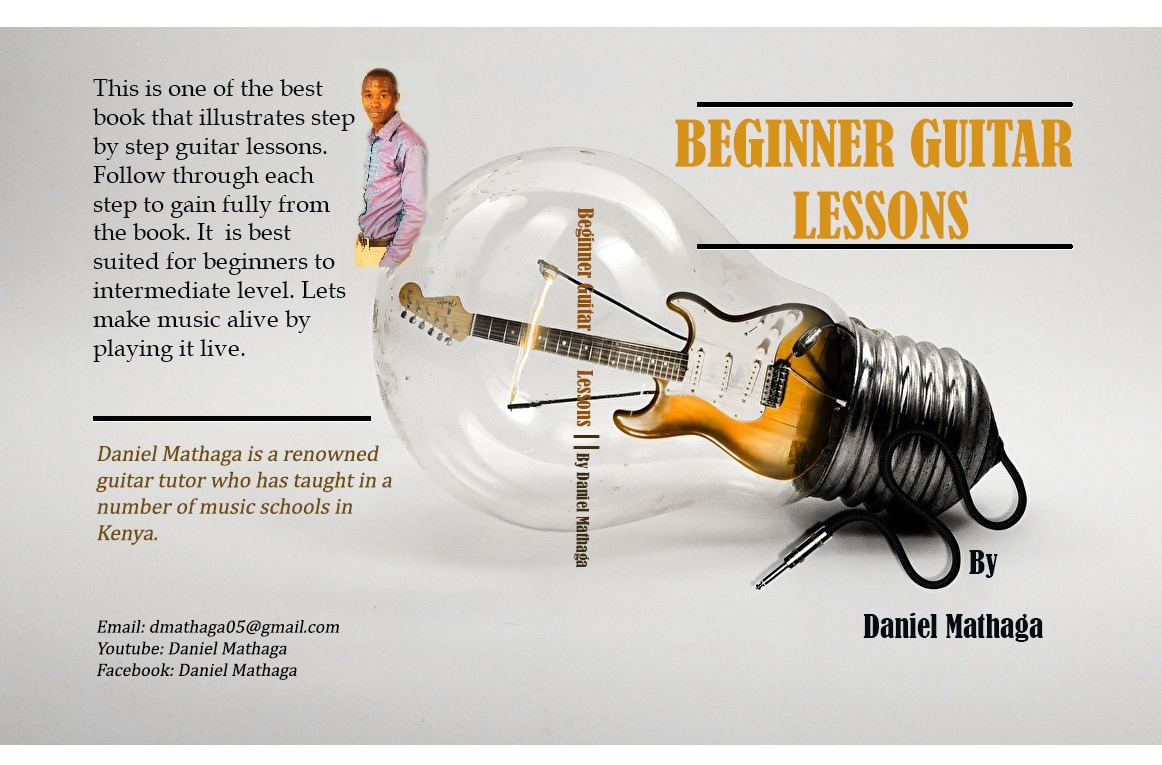 This is one of the best
book that illustrates step
by step guitar lessons.
Follow through each
step to gain fully from
the book. It  is best
suited for beginners to
intermediate level. Lets
make music alive by
playing it live.
Daniel Mathaga is a renowned
guitar tutor who has taught in a
number of music schools in
Kenya.
Email: dmathaga05@gmail.com
Youtube: Daniel Mathaga
Facebook: Daniel Mathaga
Beginner Guitar Lessons || By Daniel Mathaga
BEGINNER GUITAR
LESSONS
By
Daniel Mathaga